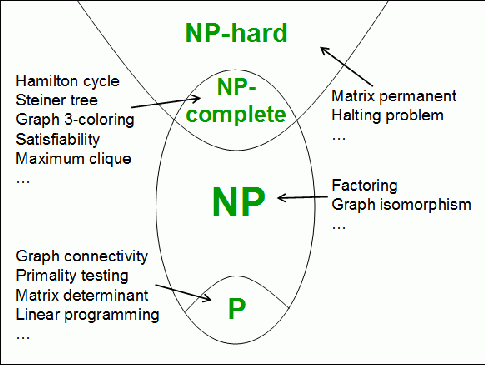 NP-hard
Hamilton cycle
Steiner tree
Graph 3-coloring
Satisfiability
Maximum clique
...
NP-
complete
Matrix permanent
Halting problem
...
NP
Factoring
Graph isomorphism
...
Graph connectivity
Primality testing
Matrix determinant
Linear programming
...
P